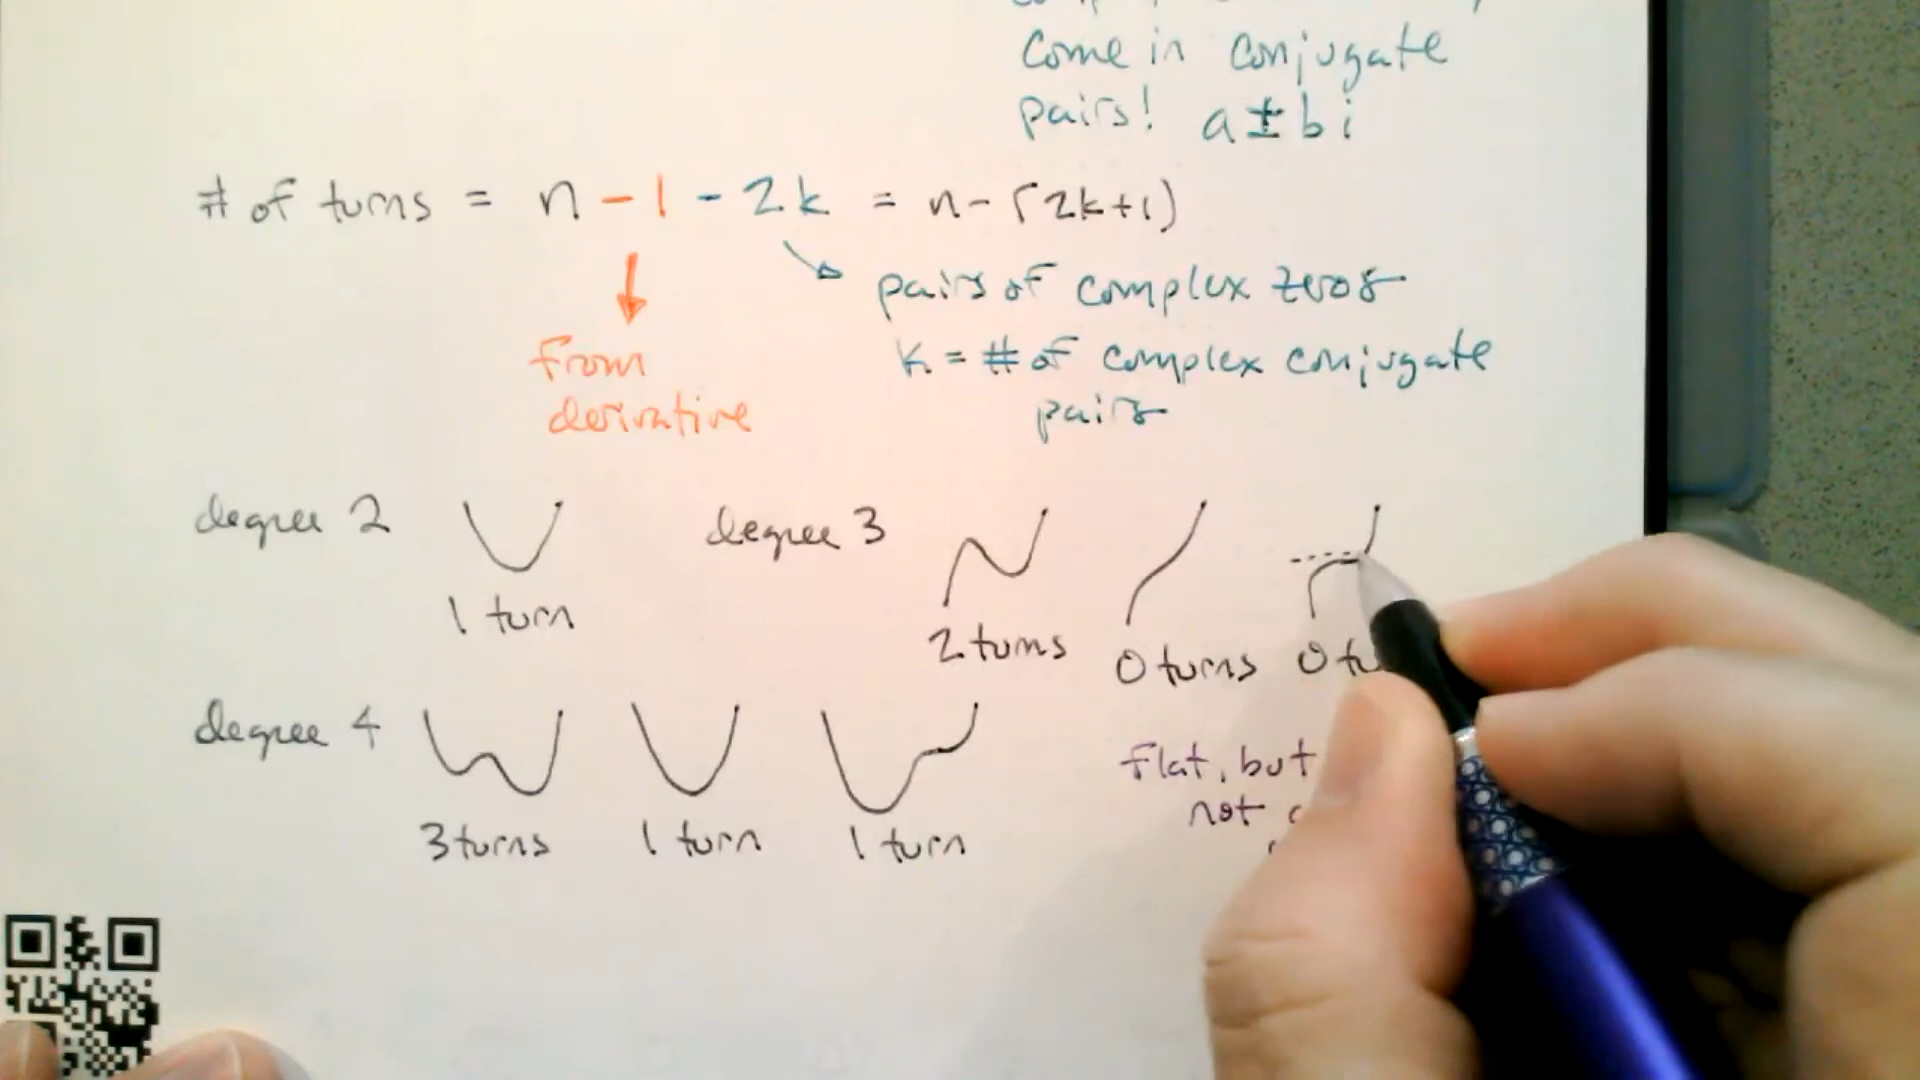 come in conjugate
pairs! a ± bi
# of turns = n - 1 - 2k = n - (2k+1)
pairs of complex zeros
k = # of complex conjugate
pairs
from
derivative
degree 2
1 turn
degree 3
2 turns 0 turns 0
degree 4
3 turns 1 turn 1 turn
flat, but
not